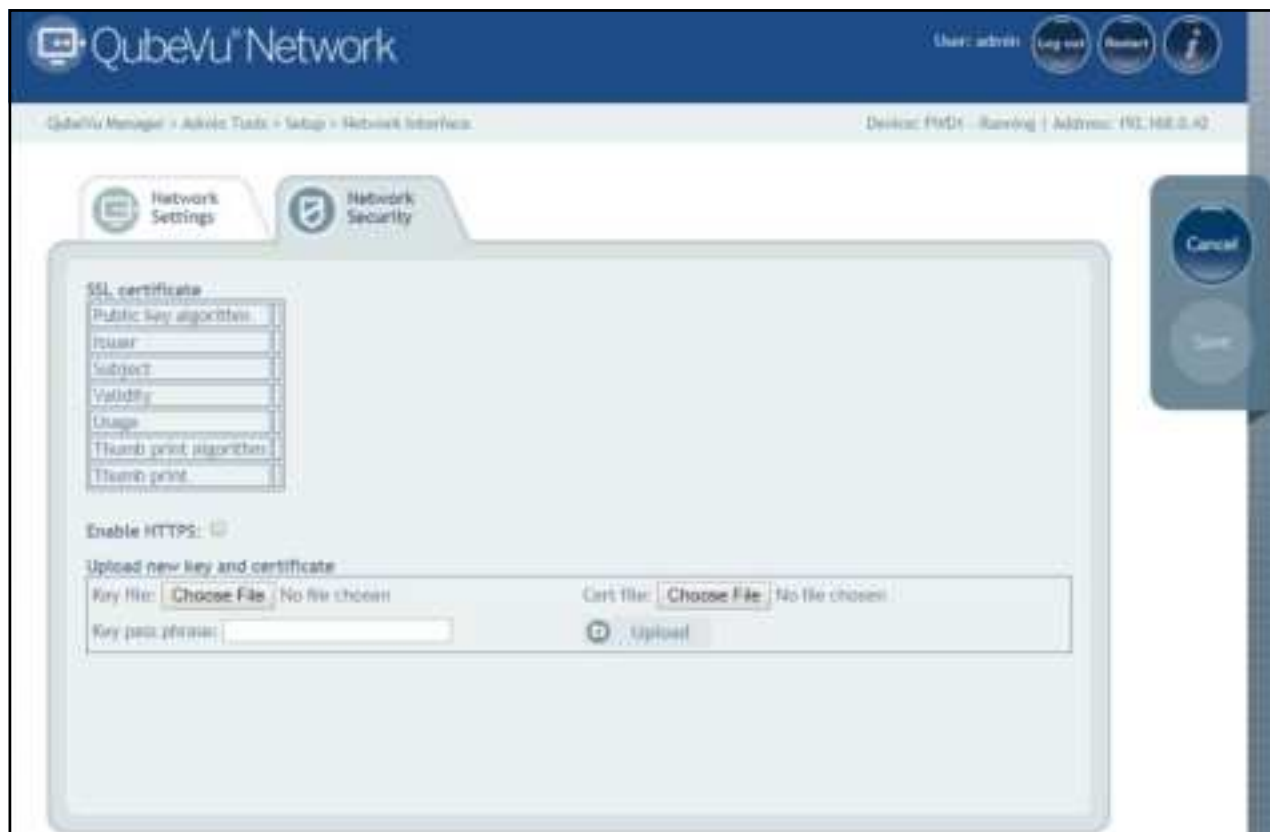 QubeVu® Network
User: admin
Log out
Restart
i
QubeVu Manager > Admin Tools > Setup > Network Interface
Device: - Running | Address: 192.168.0.42
Network
Settings
Network
Security
Cancel
Save
SSL certificate
Public key algorithm
Issuer
Subject
Validity
Usage
Thumb print algorithm
Thumb print
Enable HTTPS:
Upload new key and certificate
Key file: Choose File No file chosen
Cert file: Choose File No file chosen
Key pass phrase:
Upload